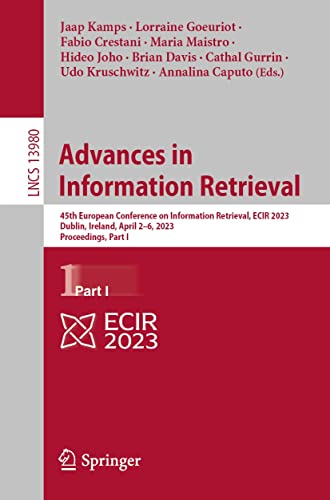 Jaap Kamps · Lorraine Goeuriot ·
Fabio Crestani · Maria Maistro ·
Hideo Joho · Brian Davis · Cathal Gurrin ·
Udo Kruschwitz · Annalina Caputo (Eds.)
LNCS 13980
Advances in
Information Retrieval
45th European Conference on Information Retrieval, ECIR 2023
Dublin, Ireland, April 2–6, 2023
Proceedings, Part I
1 Part I
ECIR
2023
Springer